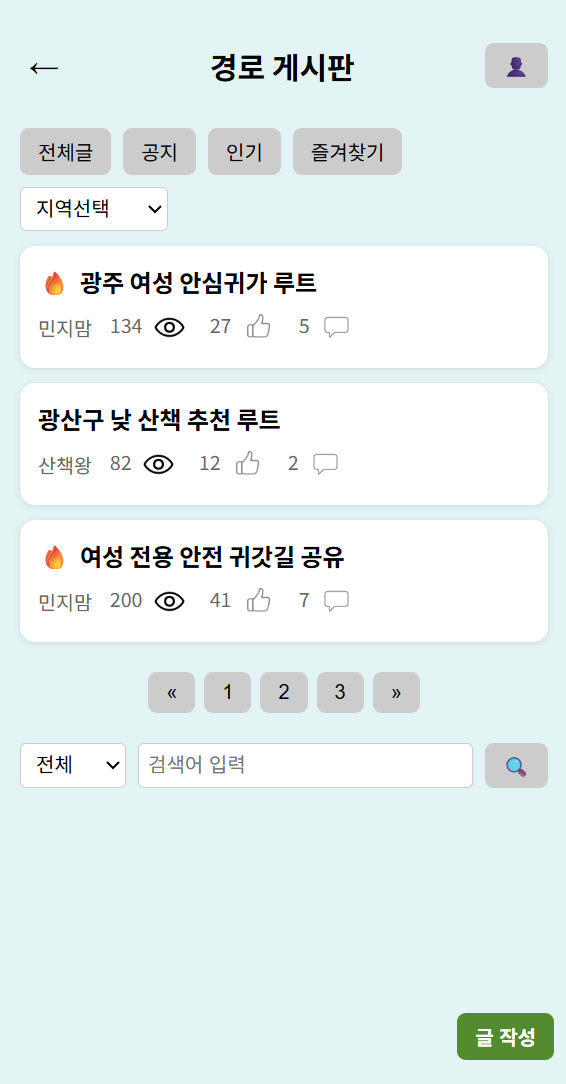 ← 경로 게시판
전체글 공지 인기 즐겨찾기
지역선택
🔥 광주 여성 안심귀가 루트
민지맘 134 27 5
광산구 낮 산책 추천 루트
산책왕 82 12 2
🔥 여성 전용 안전 귀갓길 공유
민지맘 200 41 7
« 1 2 3 »
전체 검색어 입력
글 작성